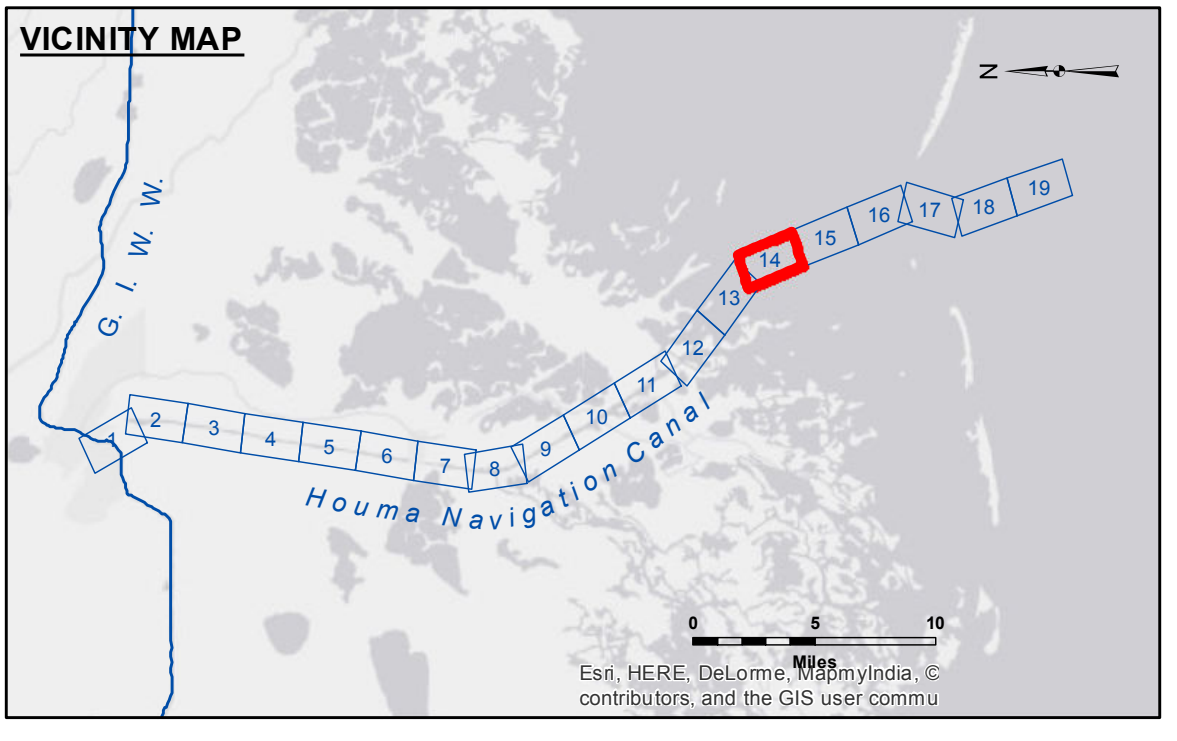 VICINITY MAP
N
G. I. W. W.
1
2
3
4
5
6
7
8
9
10
11
12
13
14
15
16
17
18
19
Houma Navigation Canal
0 5 10
Miles
Esri, HERE, DeLorme, MapmyIndia, ©
contributors, and the GIS user commu